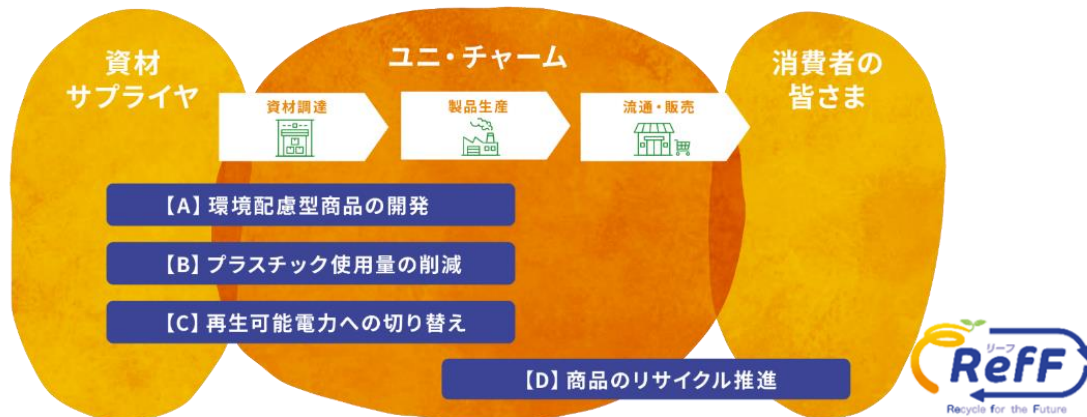 資材
サプライヤ
ユニ・チャーム
消費者の
皆さま
資材調達
製品生産
流通・販売
【A】環境配慮型商品の開発
【B】プラスチック使用量の削減
【C】再生可能電力への切り替え
【D】商品のリサイクル推進
リーフ
RefF
Recycle for the Future